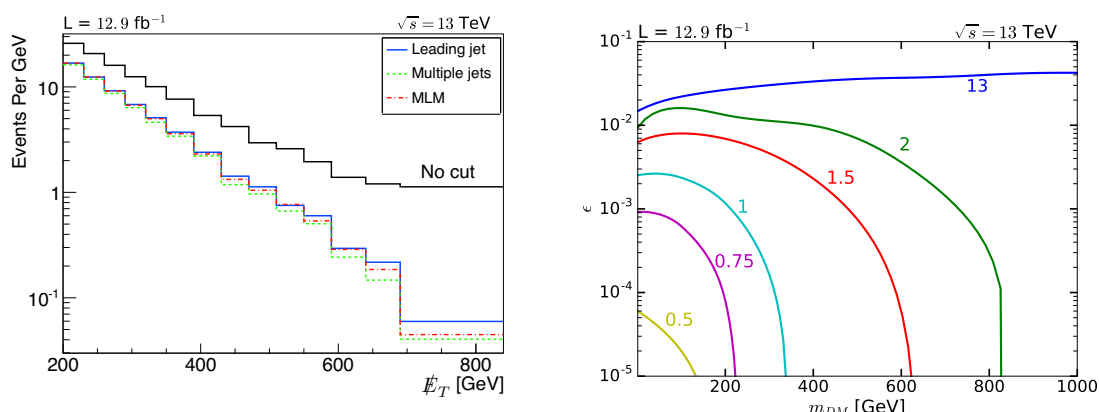 L = 12.9 fb⁻¹ √s = 13 TeV
Events Per GeV
10
1
10⁻¹
Leading jet
Multiple jets
MLM
No cut
200 400 600 800
E̸_T [GeV]
L = 12.9 fb⁻¹ √s = 13 TeV
ϵ
10⁻¹
10⁻²
10⁻³
10⁻⁴
10⁻⁵
13
2
1.5
1
0.75
0.5
200 400 600 800 1000
m_DM [GeV]